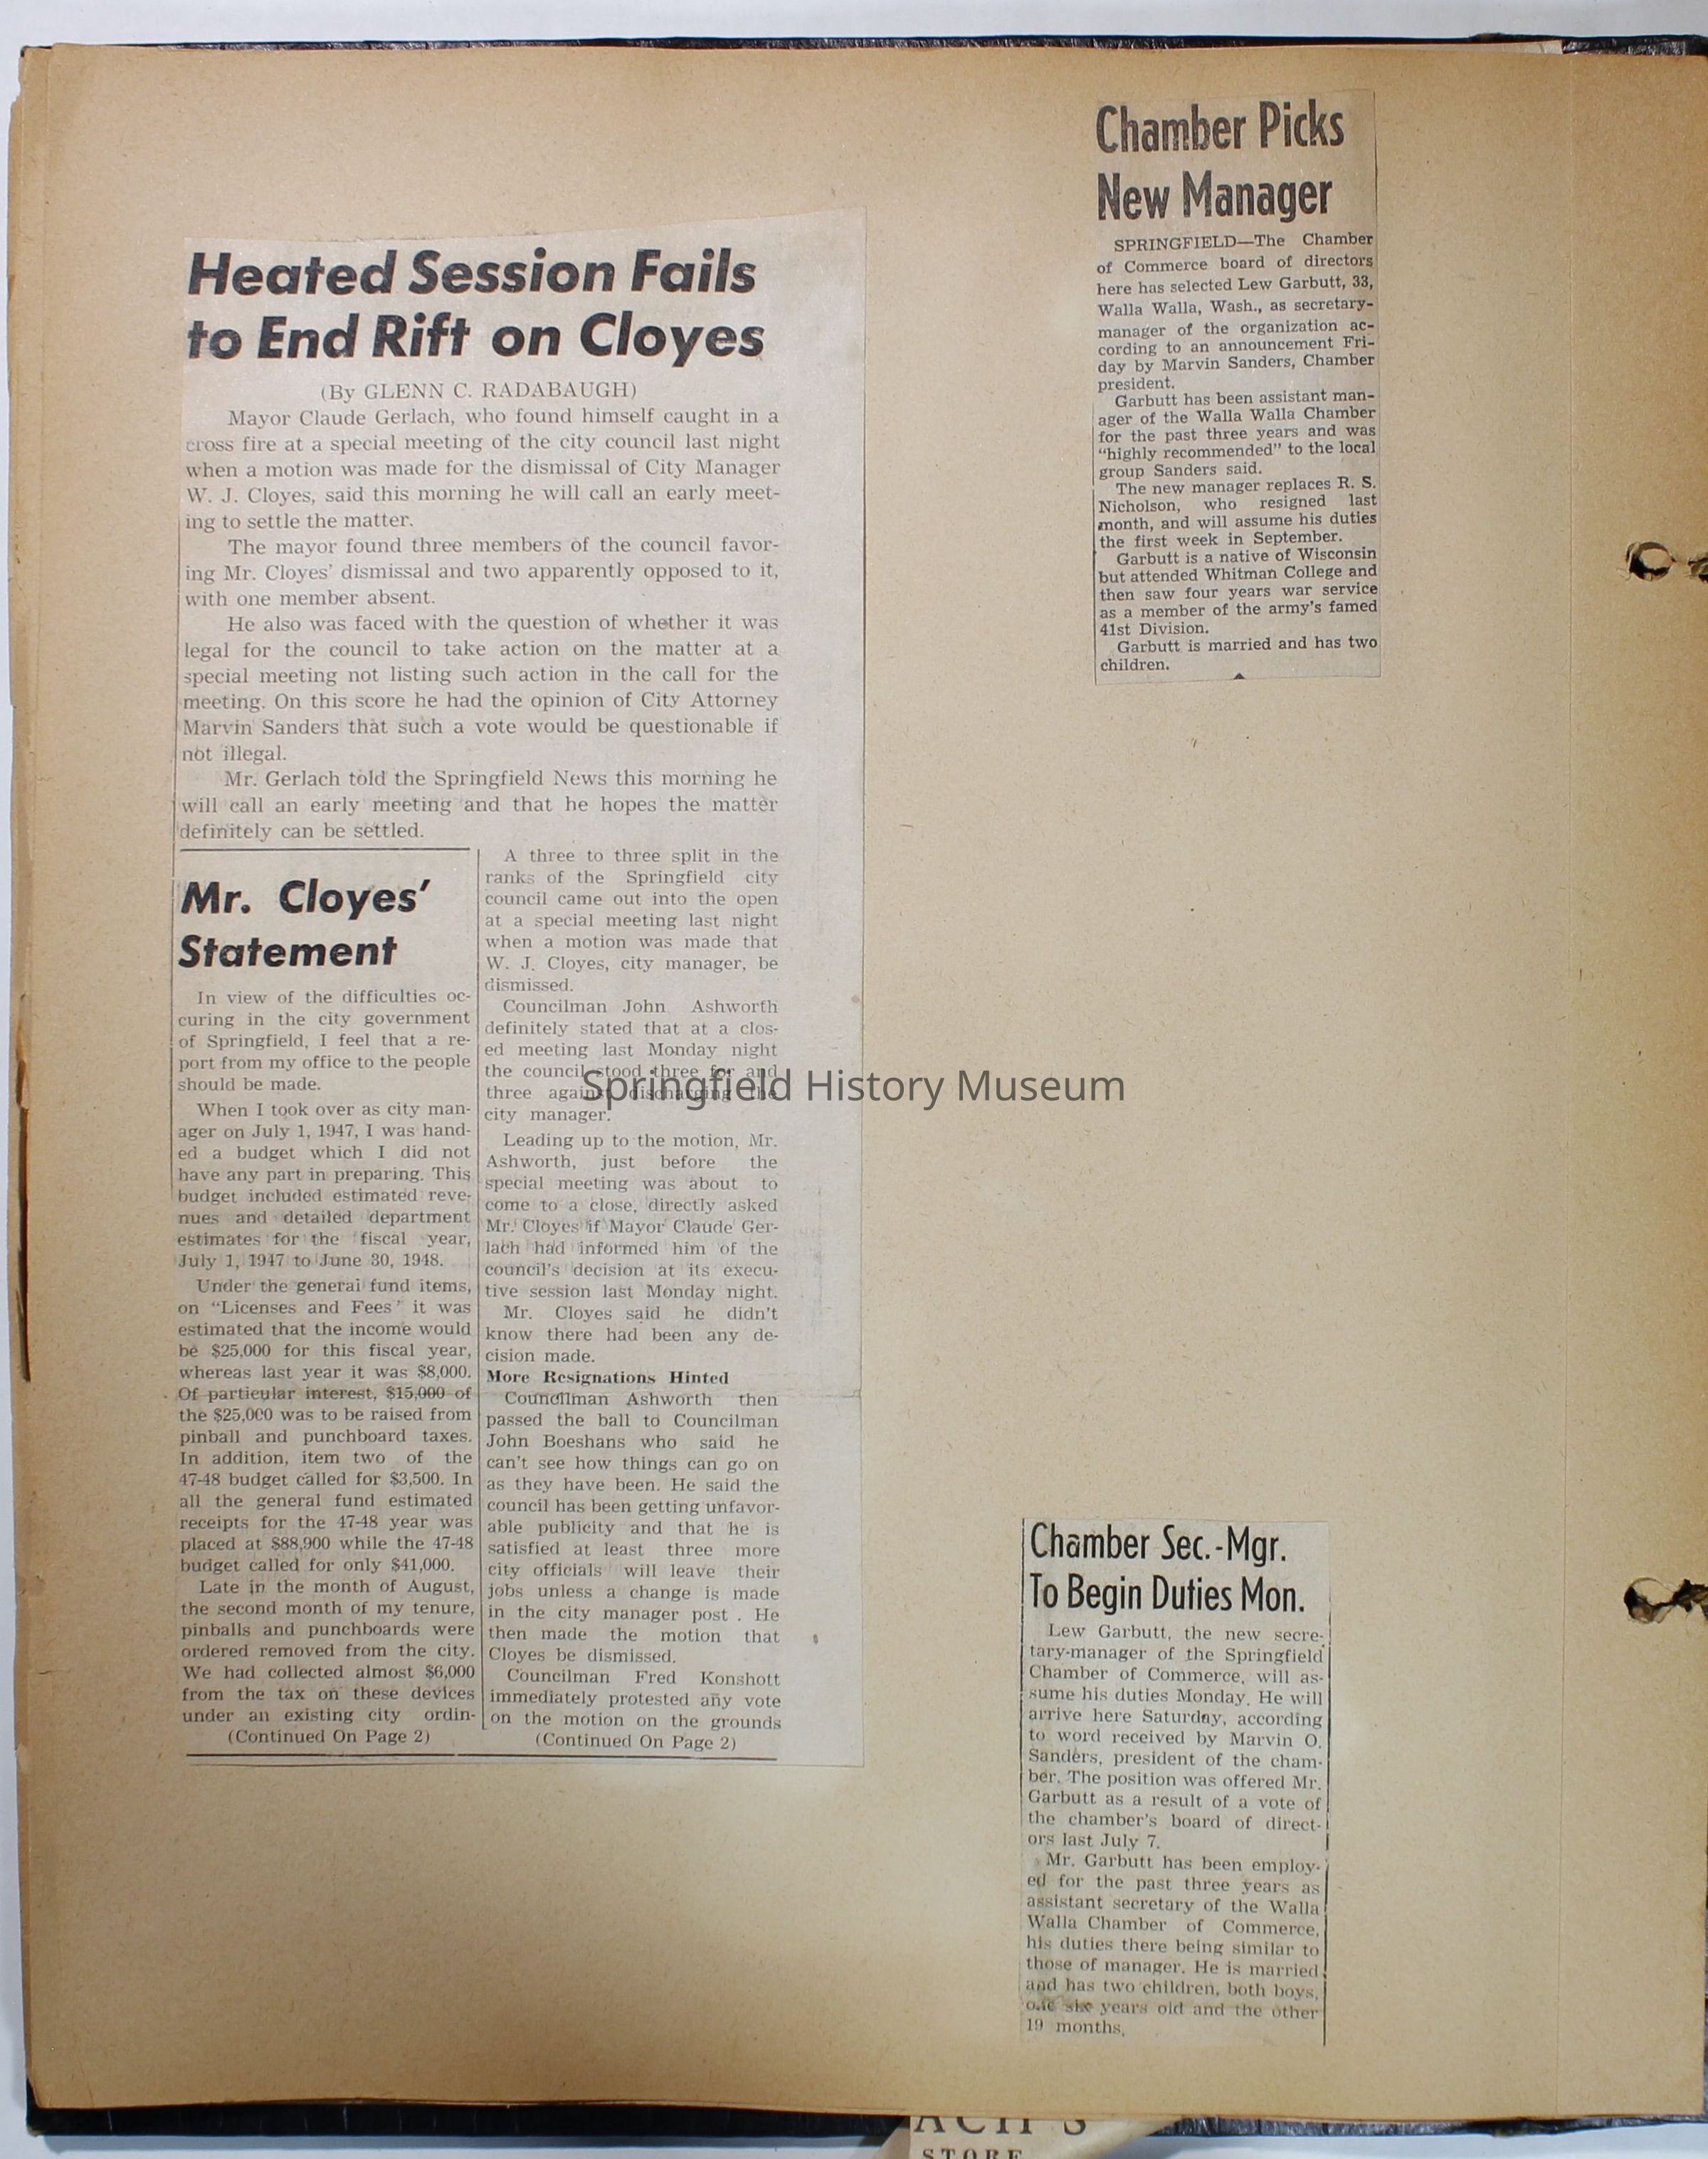 Heated Session Fails
to End Rift on Cloyes
(By GLENN C. RADABAUGH)
Mayor Claude Gerlach, who found himself caught in a
cross fire at a special meeting of the city council last night
when a motion was made for the dismissal of City Manager
W. J. Cloyes, said this morning he will call an early meet-
ing to settle the matter.
The mayor found three members of the council favor-
ing Mr. Cloyes' dismissal and two apparently opposed to it,
with one member absent.
He also was faced with the question of whether it was
legal for the council to take action on the matter at a
special meeting not listing such action in the call for the
meeting. On this score he had the opinion of City Attorney
Marvin Sanders that such a vote would be questionable if
not illegal.
Mr. Gerlach told the Springfield News this morning he
will call an early meeting and that he hopes the matter
definitely can be settled.
Mr. Cloyes'
Statement
In view of the difficulties oc-
curing in the city government
of Springfield, I feel that a re-
port from my office to the people
should be made.
When I took over as city man-
ager on July 1, 1947, I was hand-
ed a budget which I did not
have any part in preparing. This
budget included estimated reve-
nues and detailed department
estimates for the fiscal year,
July 1, 1947 to June 30, 1948.
Under the general fund items,
on "Licenses and Fees' it was
estimated that the income would
be $25,000 for this fiscal year,
whereas last year it was $8,000.
Of particular interest, $15,000 of
the $25,000 was to be raised from
pinball and punchboard taxes.
In addition, item two of the
47-48 budget called for $3,500. In
all the general fund estimated
receipts for the 47-48 year was
placed at $88,900 while the 47-48
budget called for only $41,000.
Late in the month of August,
the second month of my tenure,
pinballs and punchboards were
ordered removed from the city.
We had collected almost $6,000
from the tax on these devices
under an existing city ordin-
(Continued On Page 2)
A three to three split in the
ranks of the Springfield city
council came out into the open
at a special meeting last night
when a motion was made that
W. J. Cloyes, city manager, be
dismissed.
Councilman John Ashworth
definitely stated that at a clos-
ed meeting last Monday night
the council stood three for and
three against discharging the
city manager.
Leading up to the motion, Mr.
Ashworth, just before the
special meeting was about to
come to a close, directly asked
Mr. Cloyes if Mayor Claude Ger-
lach had informed him of the
council's decision at its execu-
tive session last Monday night.
Mr. Cloyes said he didn't
know there had been any de-
cision made.
More Resignations Hinted
Councilman Ashworth then
passed the ball to Councilman
John Boeshans who said he
can't see how things can go on
as they have been. He said the
council has been getting unfavor-
able publicity and that he is
satisfied at least three more
city officials will leave their
jobs unless a change is made
in the city manager post . He
then made the motion that
Cloyes be dismissed.
Councilman Fred Konshott
immediately protested any vote
on the motion on the grounds
(Continued On Page 2)
Chamber Picks
New Manager
SPRINGFIELD—The Chamber
of Commerce board of directors
here has selected Lew Garbutt, 33,
Walla Walla, Wash., as secretary-
manager of the organization ac-
cording to an announcement Fri-
day by Marvin Sanders, Chamber
president.
Garbutt has been assistant man-
ager of the Walla Walla Chamber
for the past three years and was
"highly recommended" to the local
group Sanders said.
The new manager replaces R. S.
Nicholson, who resigned last
month, and will assume his duties
the first week in September.
Garbutt is a native of Wisconsin
but attended Whitman College and
then saw four years war service
as a member of the army's famed
41st Division.
Garbutt is married and has two
children.
Springfield History Museum
Chamber Sec.-Mgr.
To Begin Duties Mon.
Lew Garbutt, the new secre-
tary-manager of the Springfield
Chamber of Commerce, will as-
sume his duties Monday. He will
arrive here Saturday, according
to word received by Marvin O.
Sanders, president of the cham-
ber. The position was offered Mr.
Garbutt as a result of a vote of
the chamber's board of direct-
ors last July 7.
Mr. Garbutt has been employ-
ed for the past three years as
assistant secretary of the Walla
Walla Chamber of Commerce,
his duties there being similar to
those of manager. He is married
and has two children, both boys,
one six years old and the other
19 months.
ACH'S
STORE